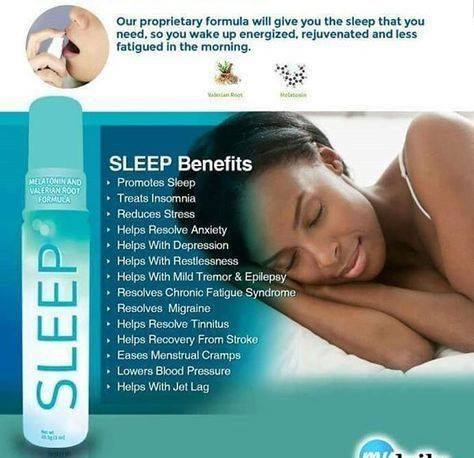 Our proprietary formula will give you the sleep that you
need, so you wake up energized, rejuvenated and less
fatigued in the morning.
Valerian Root
Melatonin
SLEEP Benefits
Promotes Sleep
Treats Insomnia
Reduces Stress
Helps Resolve Anxiety
Helps With Depression
Helps With Restlessness
Helps With Mild Tremor & Epilepsy
Resolves Chronic Fatigue Syndrome
Resolves Migraine
Helps Resolve Tinnitus
Helps Recovery From Stroke
Eases Menstrual Cramps
Lowers Blood Pressure
Helps With Jet Lag
MELATONIN AND
VALERIAN ROOT
FORMULA
SLEEP
Net wt
my